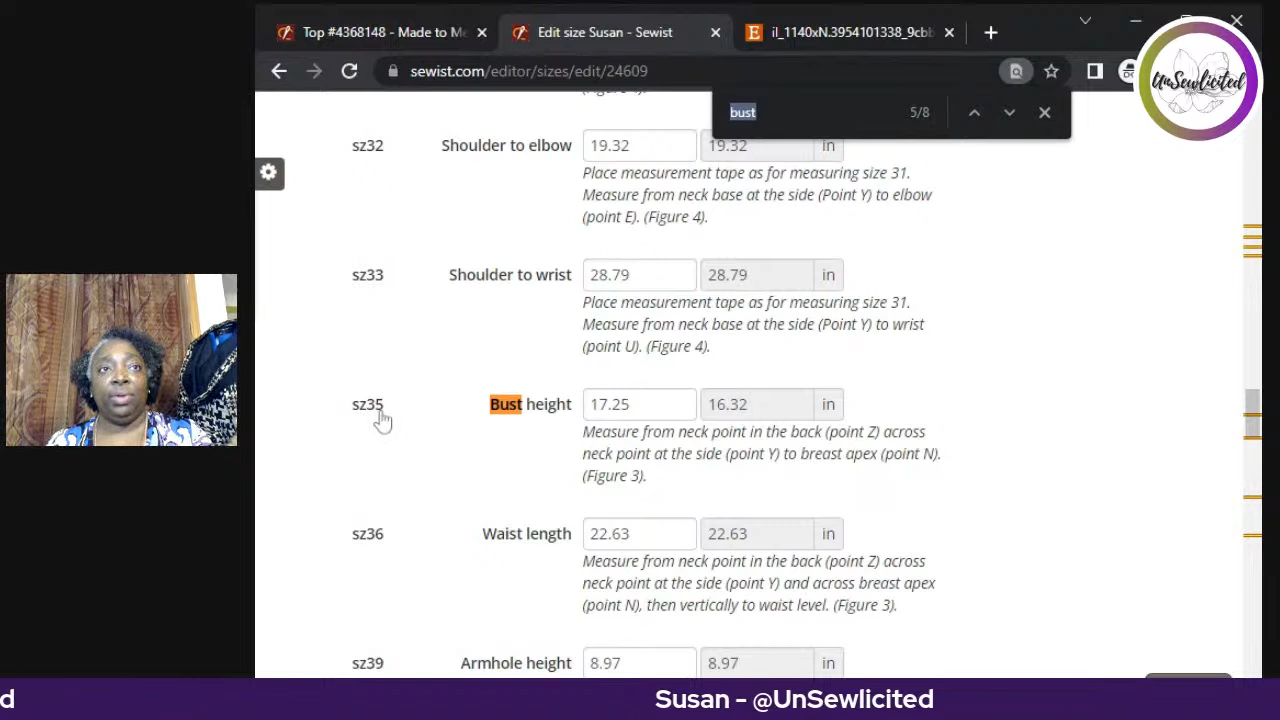 Top #4368148 - Made to Me
Edit size Susan - Sewist
il_1140xN.3954101338_9cbb
sewist.com/editor/sizes/edit/24609
UnSewlicited
bust 5/8
sz32 Shoulder to elbow 19.32 19.32 in
Place measurement tape as for measuring size 31.
Measure from neck base at the side (Point Y) to elbow
(point E). (Figure 4).
sz33 Shoulder to wrist 28.79 28.79 in
Place measurement tape as for measuring size 31.
Measure from neck base at the side (Point Y) to wrist
(point U). (Figure 4).
sz35 Bust height 17.25 16.32 in
Measure from neck point in the back (point Z) across
neck point at the side (point Y) to breast apex (point N).
(Figure 3).
sz36 Waist length 22.63 22.63 in
Measure from neck point in the back (point Z) across
neck point at the side (point Y) and across breast apex
(point N), then vertically to waist level. (Figure 3).
sz39 Armhole height 8.97 8.97 in
d Susan - @UnSewlicited